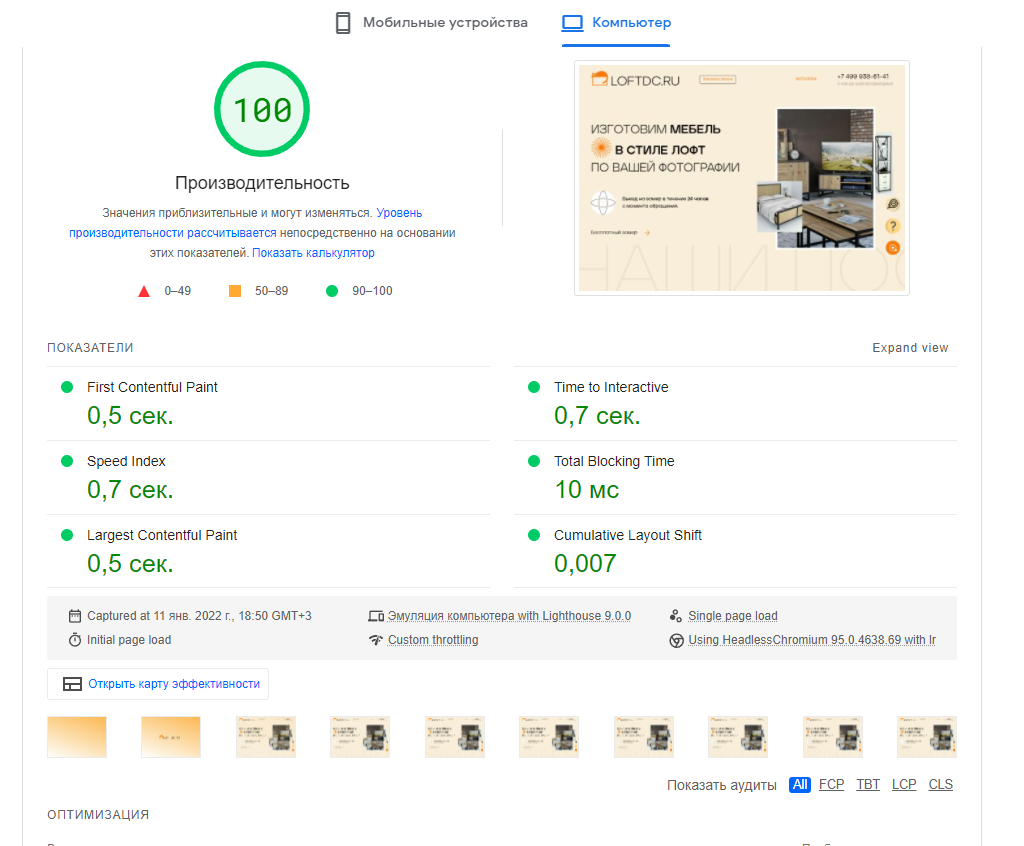 Мобильные устройства
Компьютер
100
Производительность
Значения приблизительные и могут изменяться. Уровень
производительности рассчитывается непосредственно на основании
этих показателей. Показать калькулятор
0–49
50–89
90–100
LOFTDC.RU
+7 499 938-61-41
ИЗГОТОВИМ МЕБЕЛЬ
В СТИЛЕ ЛОФТ
ПО ВАШЕЙ ФОТОГРАФИИ
с момента обращения.
НАШИ ПОС
ПОКАЗАТЕЛИ
Expand view
First Contentful Paint
0,5 сек.
Time to Interactive
0,7 сек.
Speed Index
0,7 сек.
Total Blocking Time
10 мс
Largest Contentful Paint
0,5 сек.
Cumulative Layout Shift
0,007
Captured at 11 янв. 2022 г., 18:50 GMT+3
Эмуляция компьютера with Lighthouse 9.0.0
Single page load
Initial page load
Custom throttling
Using HeadlessChromium 95.0.4638.69 with lr
Открыть карту эффективности
Показать аудиты
All
FCP
TBT
LCP
CLS
ОПТИМИЗАЦИЯ